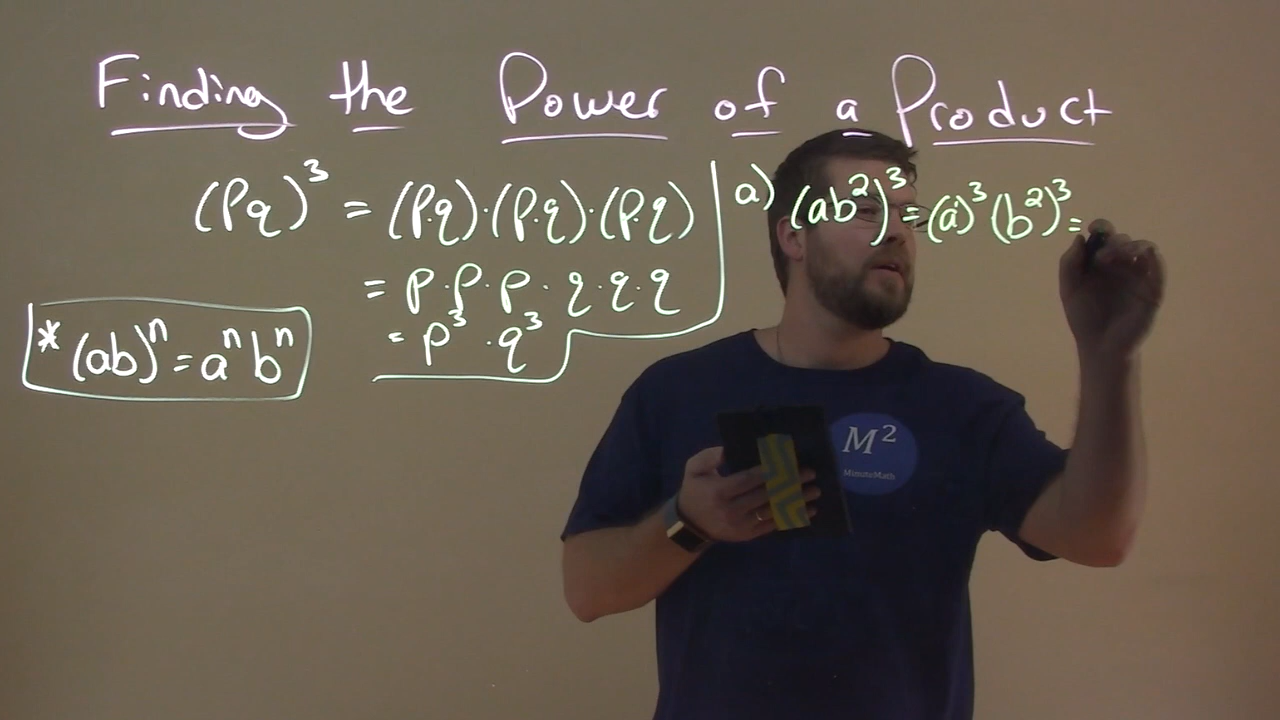 Finding the Power of a Product
(pq)³ = (p·q)·(p·q)·(p·q)
= p·p·p·q·q·q
= p³·q³
* (ab)ⁿ = aⁿbⁿ
a) (ab²)³ = (a)³(b²)³ =
M²
MinuteMath